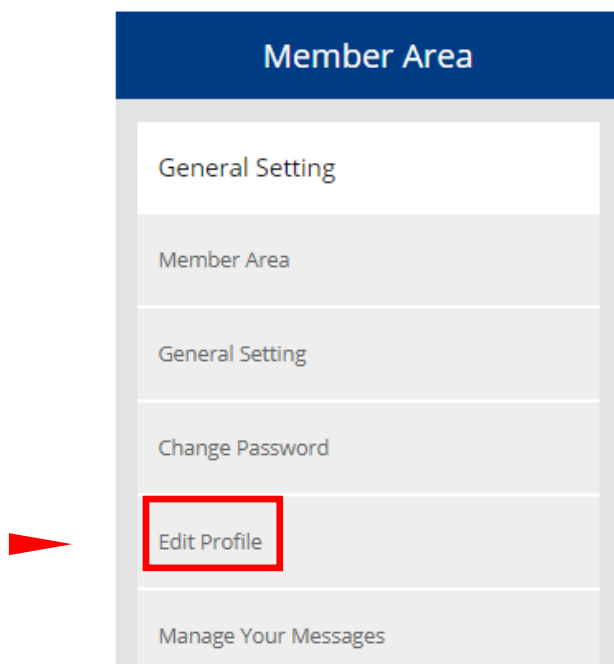 Member Area
General Setting
Member Area
General Setting
Change Password
Edit Profile
Manage Your Messages